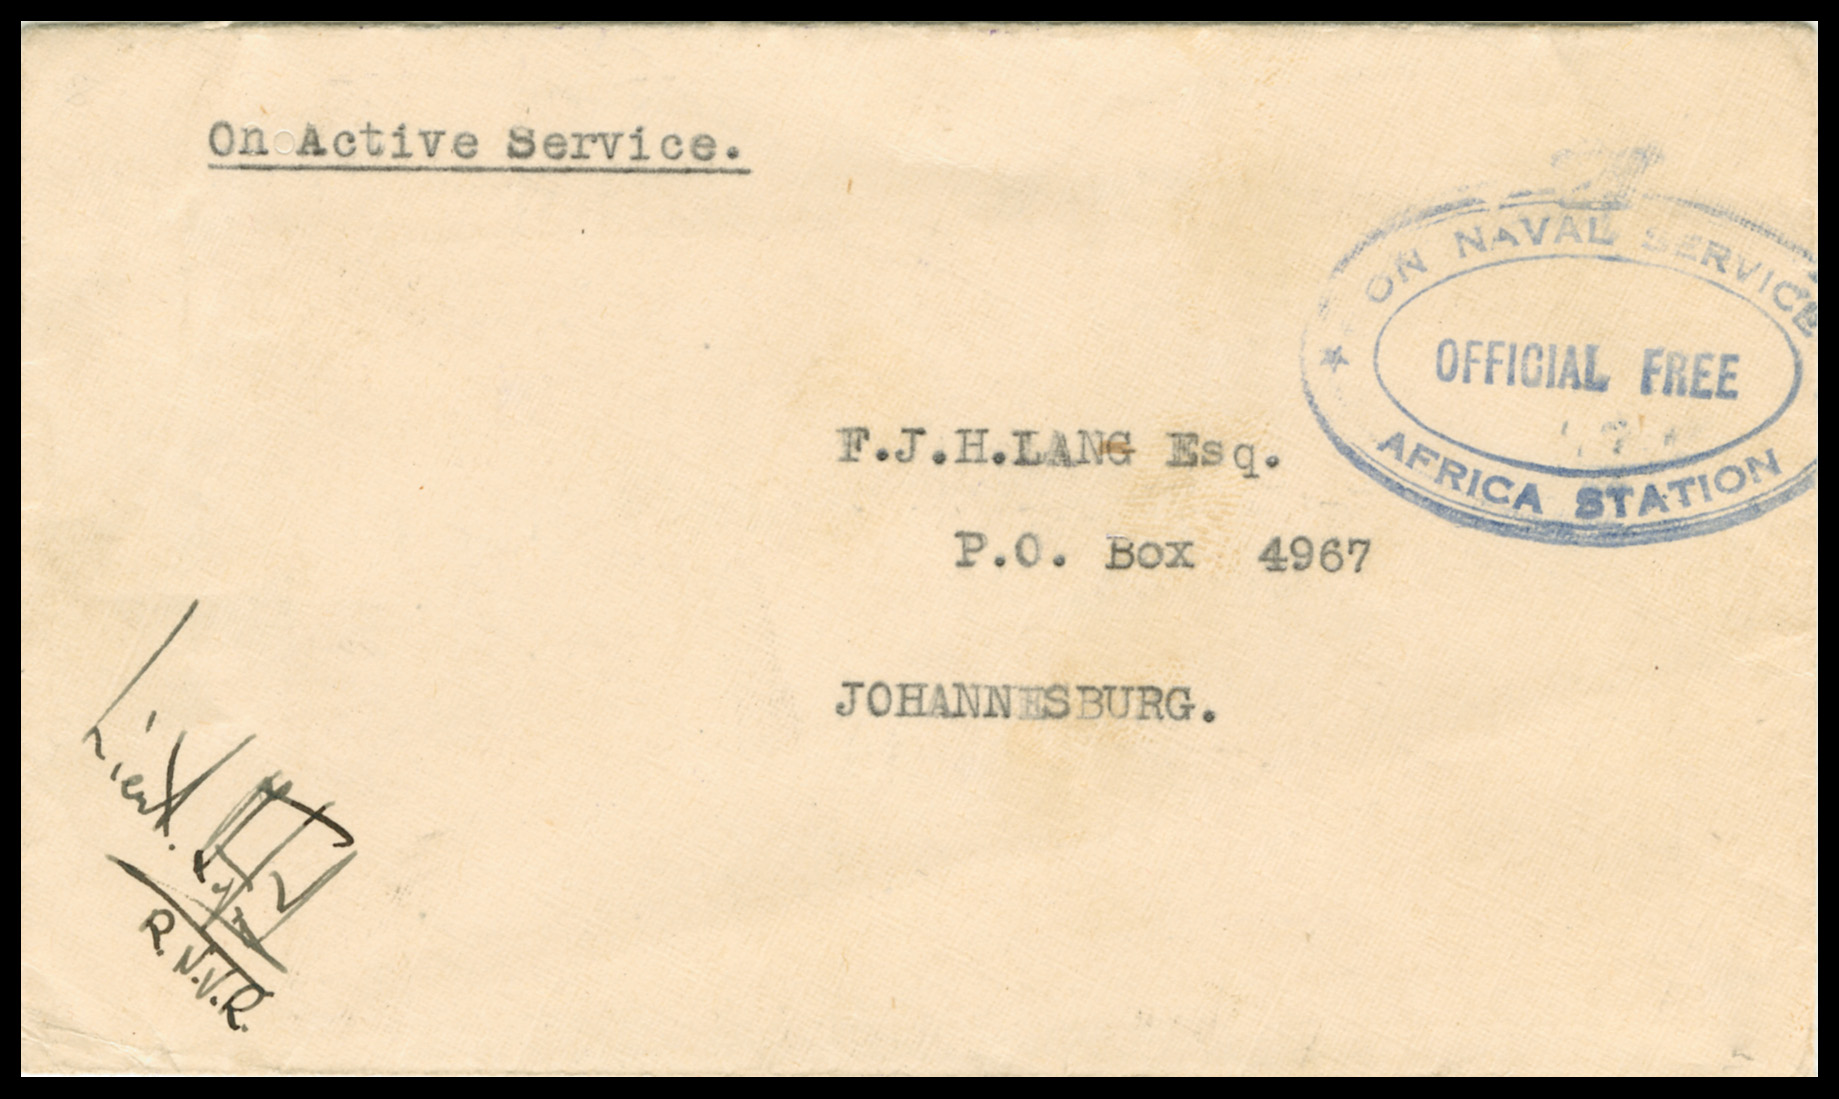 On Active Service.
ON NAVAL SERVICE
OFFICIAL FREE
AFRICA STATION
F.J.H.LANG Esq.
P.O. Box 4967
JOHANNESBURG.
Lieut.
R.N.V.R.